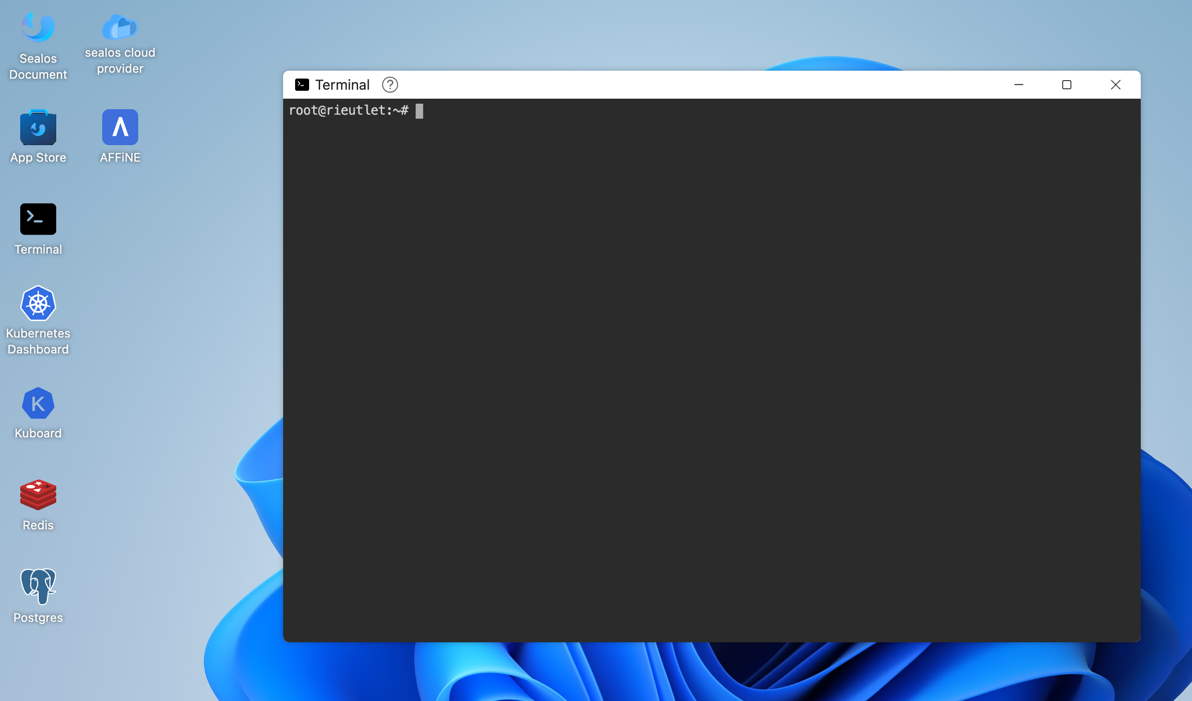 Sealos
Document
sealos cloud
provider
App Store
AFFiNE
Terminal
Kubernetes
Dashboard
K
Kuboard
Redis
Postgres
Terminal ?
root@rieutlet:~#